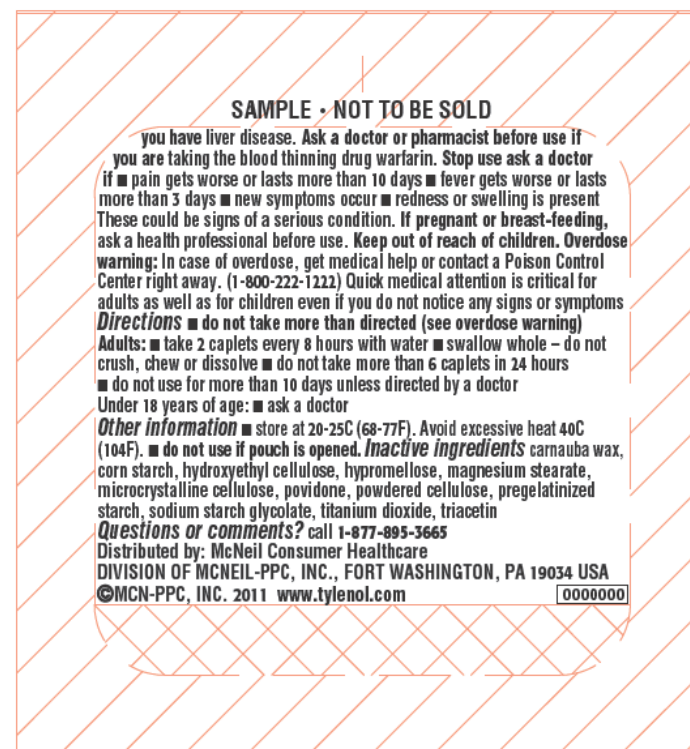 SAMPLE • NOT TO BE SOLD
you have liver disease. Ask a doctor or pharmacist before use if
you are taking the blood thinning drug warfarin. Stop use ask a doctor
if ■ pain gets worse or lasts more than 10 days ■ fever gets worse or lasts
more than 3 days ■ new symptoms occur ■ redness or swelling is present
These could be signs of a serious condition. If pregnant or breast-feeding,
ask a health professional before use. Keep out of reach of children. Overdose
warning: In case of overdose, get medical help or contact a Poison Control
Center right away. (1-800-222-1222) Quick medical attention is critical for
adults as well as for children even if you do not notice any signs or symptoms
Directions ■ do not take more than directed (see overdose warning)
Adults: ■ take 2 caplets every 8 hours with water ■ swallow whole – do not
crush, chew or dissolve ■ do not take more than 6 caplets in 24 hours
■ do not use for more than 10 days unless directed by a doctor
Under 18 years of age: ■ ask a doctor
Other information ■ store at 20-25C (68-77F). Avoid excessive heat 40C
(104F). ■ do not use if pouch is opened. Inactive ingredients carnauba wax,
corn starch, hydroxyethyl cellulose, hypromellose, magnesium stearate,
microcrystalline cellulose, povidone, powdered cellulose, pregelatinized
starch, sodium starch glycolate, titanium dioxide, triacetin
Questions or comments? call 1-877-895-3665
Distributed by: McNeil Consumer Healthcare
DIVISION OF MCNEIL-PPC, INC., FORT WASHINGTON, PA 19034 USA
©MCN-PPC, INC. 2011 www.tylenol.com 0000000